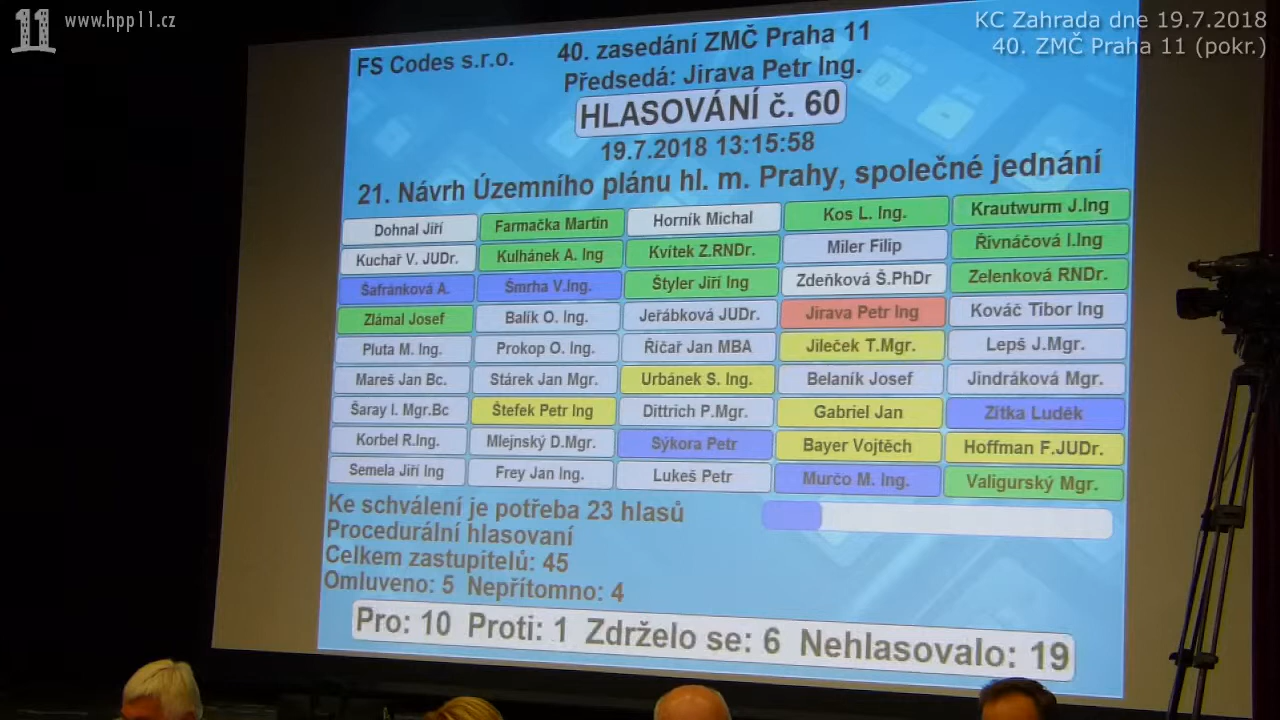 11 www.hpp11.cz
KC Zahrada dne 19.7.2018
40. ZMČ Praha 11 (pokr.)
FS Codes s.r.o.
40. zasedání ZMČ Praha 11
Předsedá: Jirava Petr Ing.
HLASOVÁNÍ č. 60
19.7.2018 13:15:58
21. Návrh Územního plánu hl. m. Prahy, společné jednání
Dohnal Jiří Farmačka Martin Horník Michal Kos L. Ing. Krautwurm J.Ing
Kuchař V. JUDr. Kulhánek A. Ing Kvítek Z.RNDr. Miler Filip Řivnáčová I.Ing
Šafránková A. Šmrha V.Ing. Štyler Jiří Ing Zdeňková Š.PhDr Zelenková RNDr.
Zlámal Josef Balík O. Ing. Jeřábková JUDr. Jirava Petr Ing Kováč Tibor Ing
Pluta M. Ing. Prokop O. Ing. Říčař Jan MBA Jileček T.Mgr. Lepš J.Mgr.
Mareš Jan Bc. Stárek Jan Mgr. Urbánek S. Ing. Belaník Josef Jindráková Mgr.
Šaray I. Mgr.Bc Štefek Petr Ing Dittrich P.Mgr. Gabriel Jan Zítka Luděk
Korbel R.Ing. Mlejnský D.Mgr. Sýkora Petr Bayer Vojtěch Hoffman F.JUDr.
Semela Jiří Ing Frey Jan Ing. Lukeš Petr Murčo M. Ing. Valigurský Mgr.
Ke schválení je potřeba 23 hlasů
Procedurální hlasovaní
Celkem zastupitelů: 45
Omluveno: 5 Nepřítomno: 4
Pro: 10 Proti: 1 Zdrželo se: 6 Nehlasovalo: 19